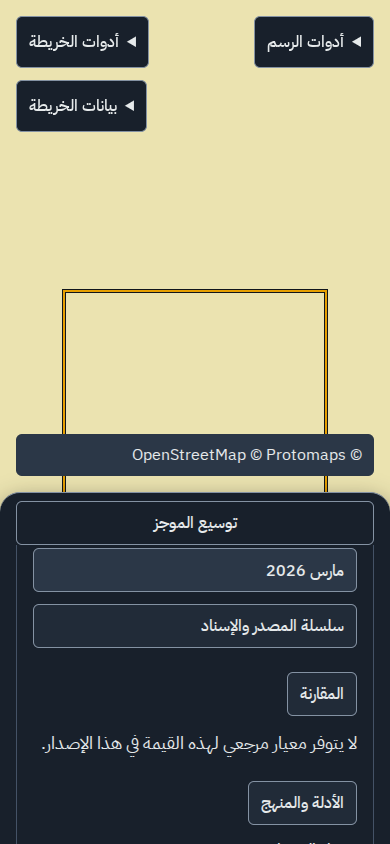 أدوات الرسم
أدوات الخريطة
بيانات الخريطة
© OpenStreetMap © Protomaps
توسيع الموجز
مارس 2026
سلسلة المصدر والإسناد
المقارنة
لا يتوفر معيار مرجعي لهذه القيمة في هذا الإصدار.
الأدلة والمنهج